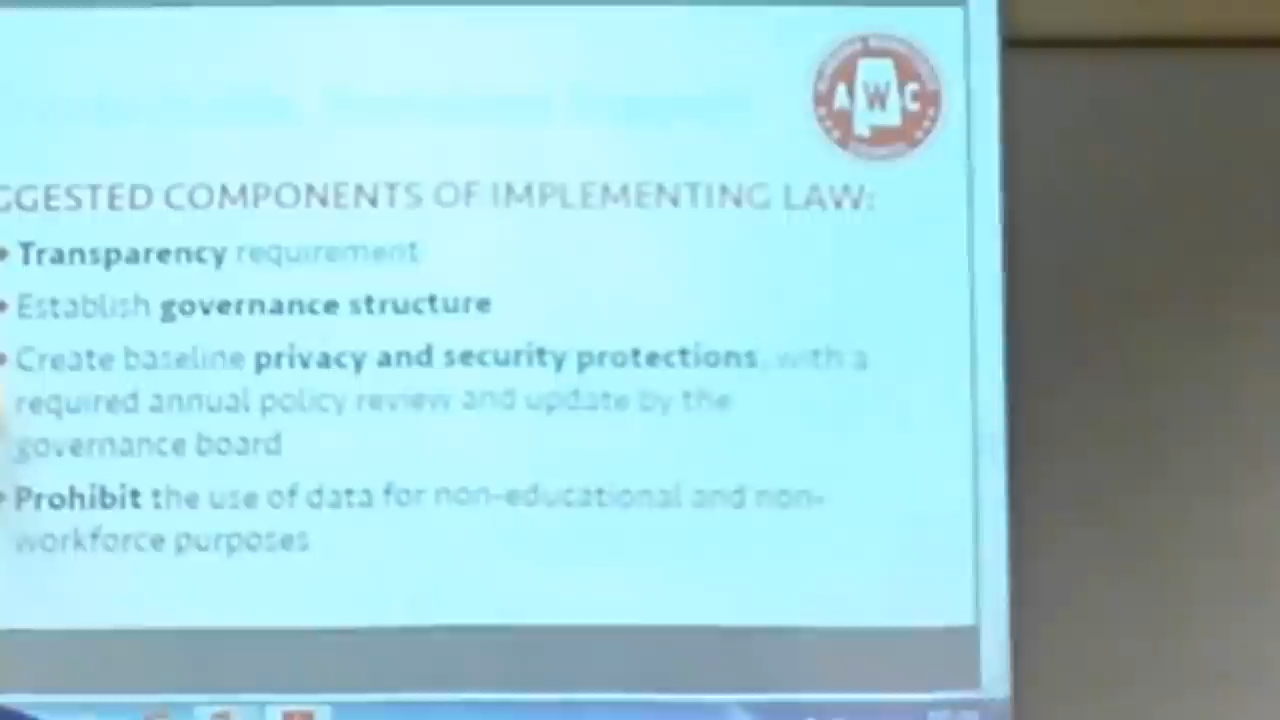 GGESTED COMPONENTS OF IMPLEMENTING LAW:
• Transparency requirement
• Establish governance structure
• Create baseline privacy and security protections, with a
required annual policy review and update by the
governance board
• Prohibit the use of data for non-educational and non-
workforce purposes
AWC